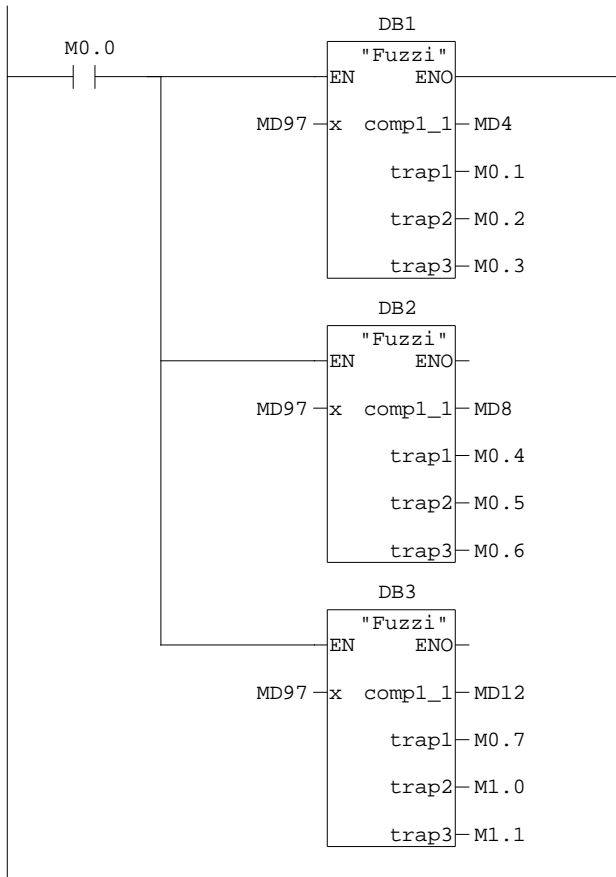 M0.0
DB1
"Fuzzi"
EN ENO
MD97 x comp1_1 MD4
trap1 M0.1
trap2 M0.2
trap3 M0.3
DB2
"Fuzzi"
EN ENO
MD97 x comp1_1 MD8
trap1 M0.4
trap2 M0.5
trap3 M0.6
DB3
"Fuzzi"
EN ENO
MD97 x comp1_1 MD12
trap1 M0.7
trap2 M1.0
trap3 M1.1